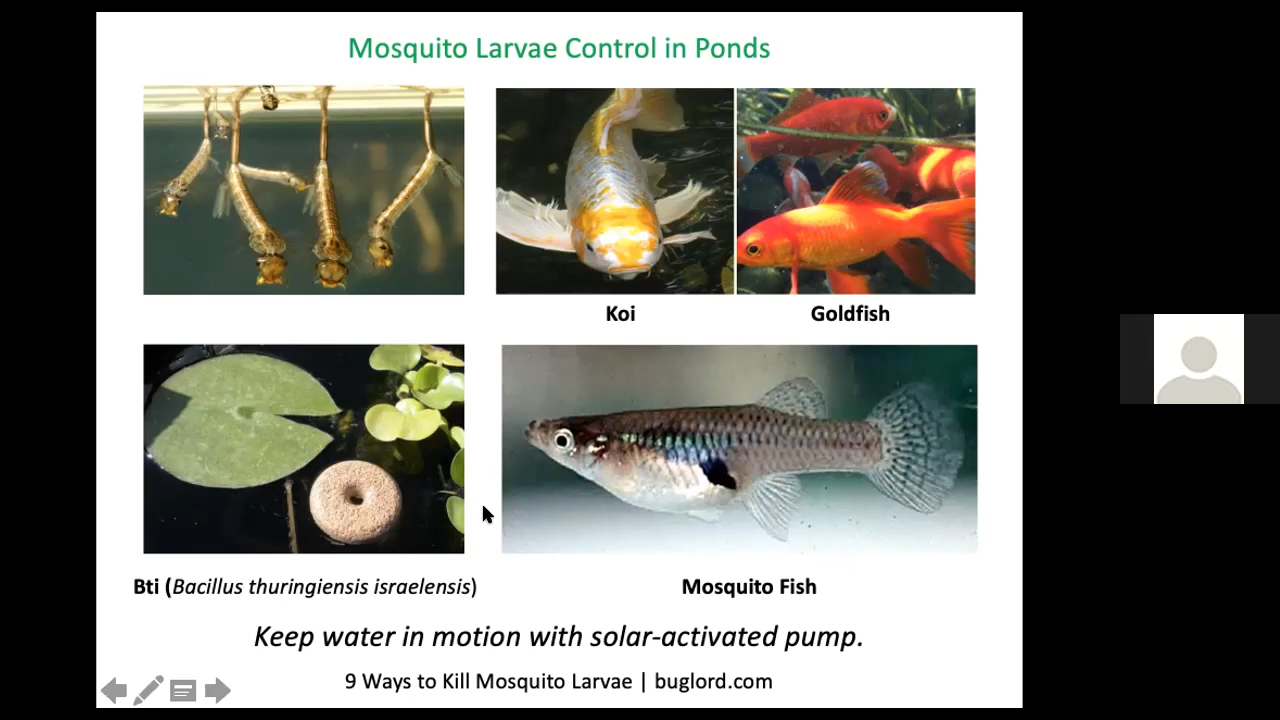 Mosquito Larvae Control in Ponds
Koi
Goldfish
Bti (Bacillus thuringiensis israelensis)
Mosquito Fish
Keep water in motion with solar-activated pump.
9 Ways to Kill Mosquito Larvae | buglord.com